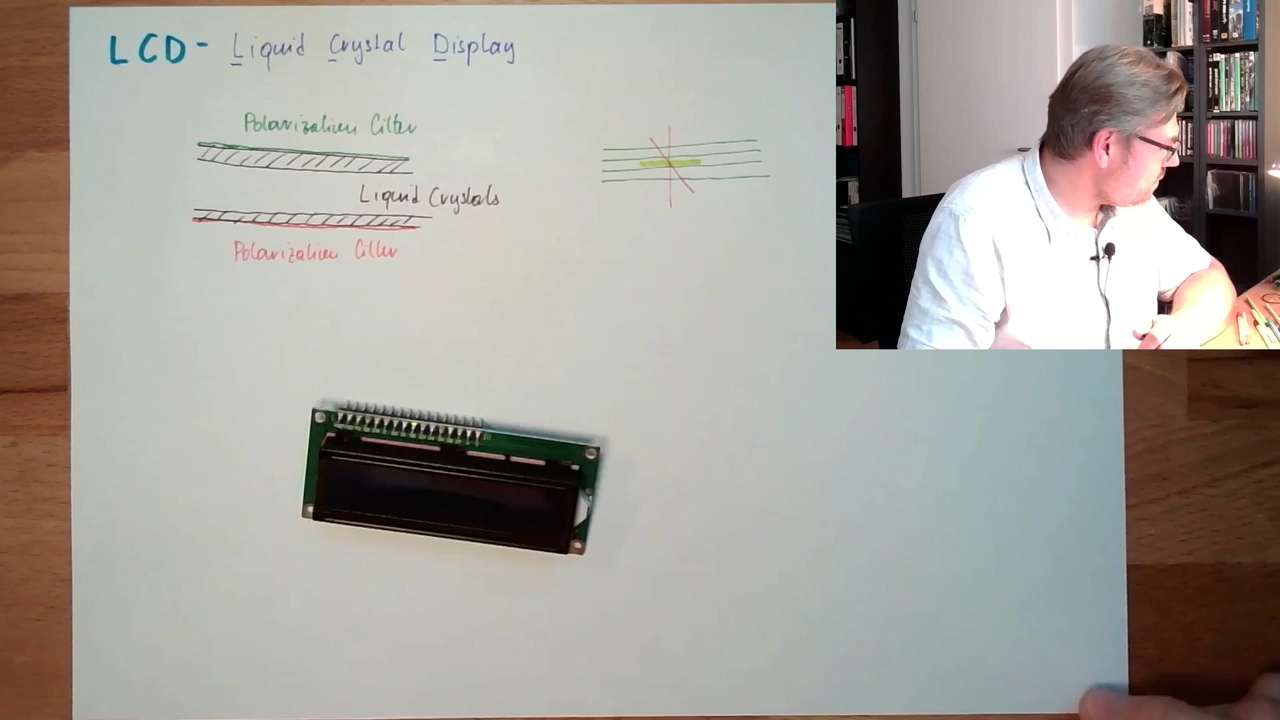 LCD - Liquid Crystal Display
Polarization Filter
Liquid Crystals
Polarization Filter